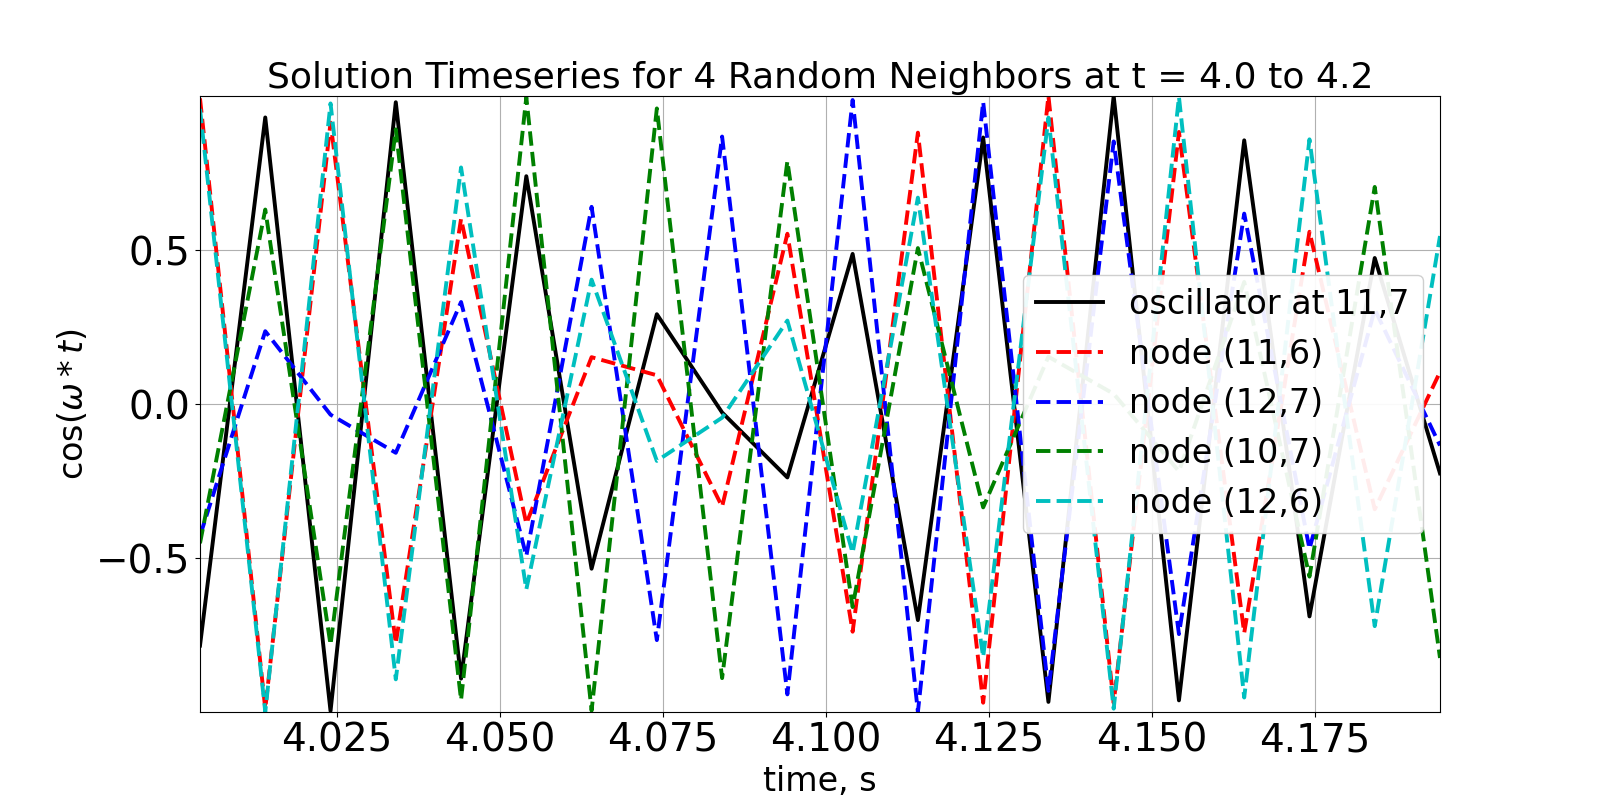 Solution Timeseries for 4 Random Neighbors at t = 4.0 to 4.2
cos(ω * t)
0.5
0.0
−0.5
oscillator at 11,7
node (11,6)
node (12,7)
node (10,7)
node (12,6)
4.025 4.050 4.075 4.100 4.125 4.150 4.175
time, s